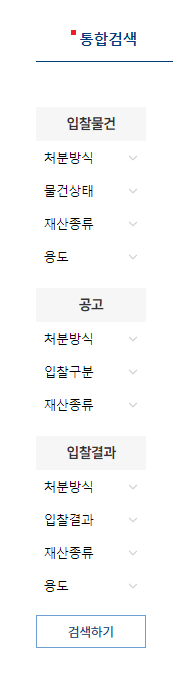 통합검색
입찰물건
처분방식
물건상태
재산종류
용도
공고
처분방식
입찰구분
재산종류
입찰결과
처분방식
입찰결과
재산종류
용도
검색하기